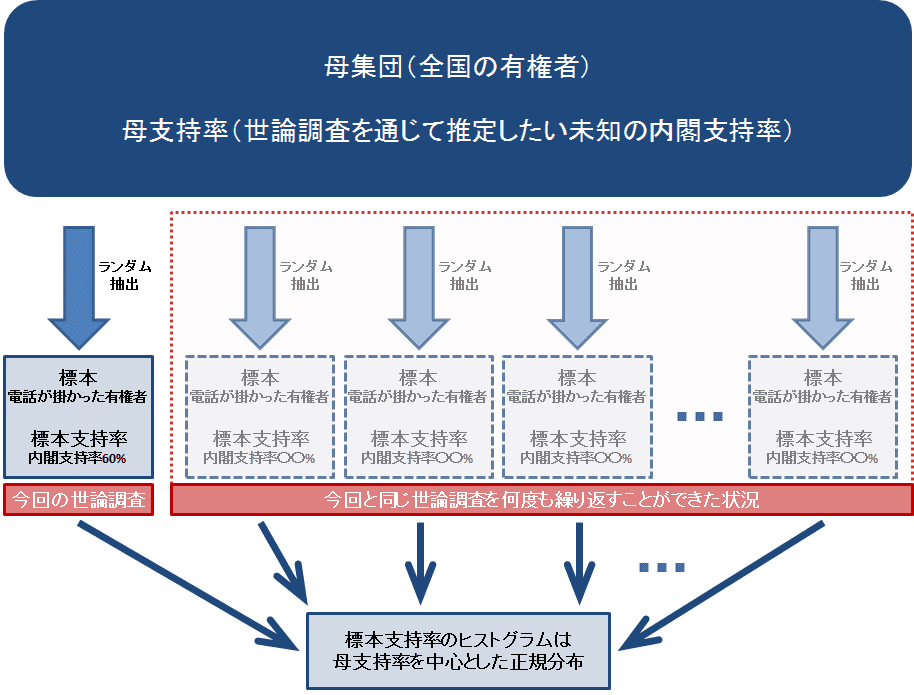 母集団（全国の有権者）
母支持率（世論調査を通じて推定したい未知の内閣支持率）
ランダム
抽出
ランダム
抽出
ランダム
抽出
ランダム
抽出
ランダム
抽出
標本
電話が掛かった有権者
標本支持率
内閣支持率60%
標本
電話が掛かった有権者
標本支持率
内閣支持率〇〇%
標本
電話が掛かった有権者
標本支持率
内閣支持率〇〇%
標本
電話が掛かった有権者
標本支持率
内閣支持率〇〇%
標本
電話が掛かった有権者
標本支持率
内閣支持率〇〇%
今回の世論調査
今回と同じ世論調査を何度も繰り返すことができた状況
標本支持率のヒストグラムは
母支持率を中心とした正規分布